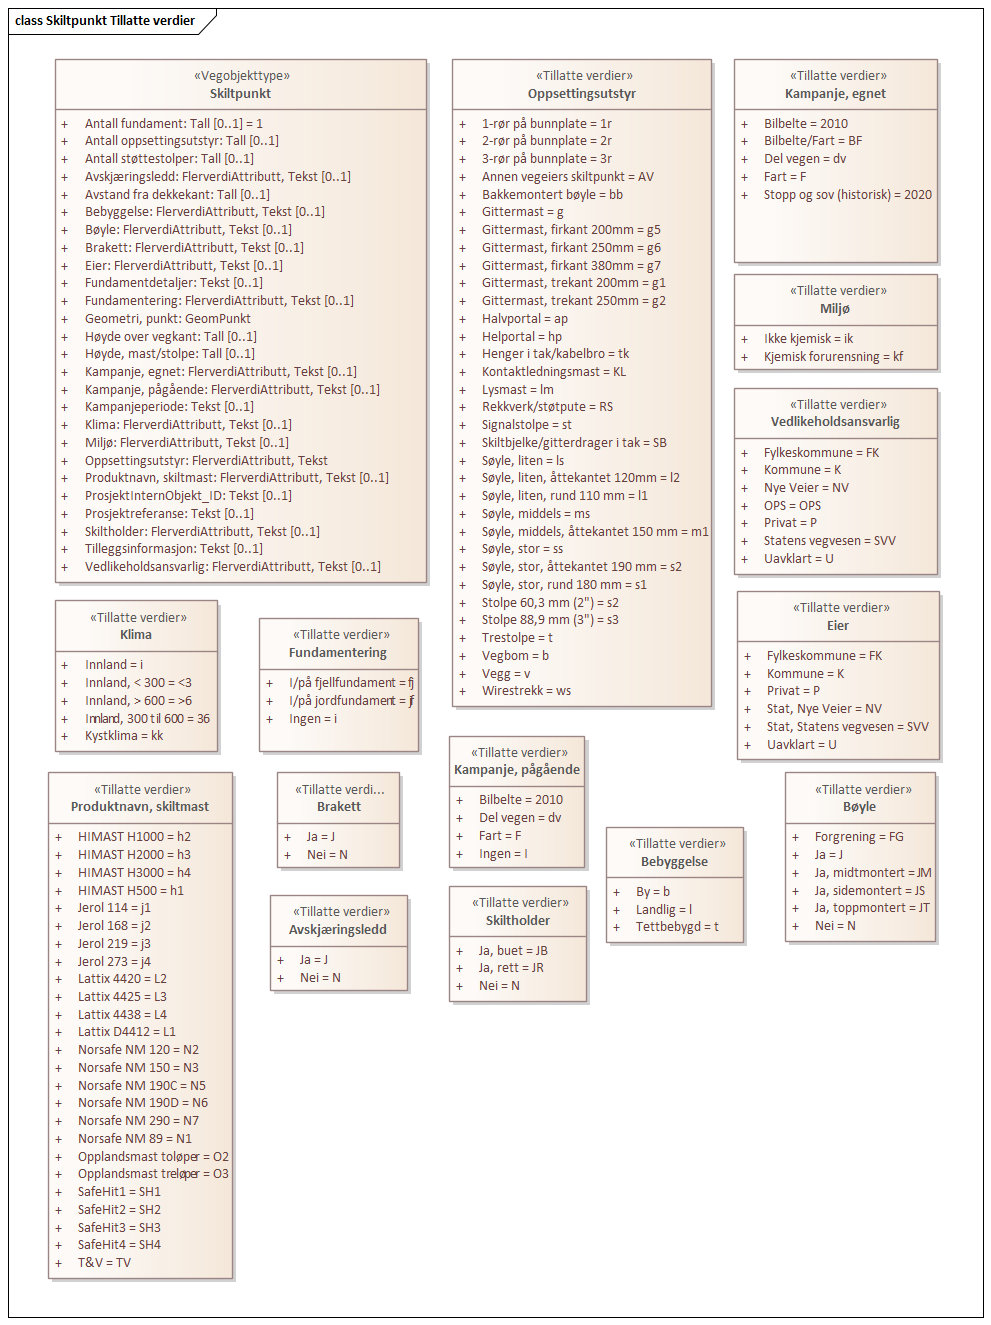 class Skiltpunkt Tillatte verdier
«Vegobjekttype»
Skiltpunkt
+ Antall fundament: Tall [0..1] = 1
+ Antall oppsettingsutstyr: Tall [0..1]
+ Antall støttestolper: Tall [0..1]
+ Avskjæringsledd: FlerverdiAttributt, Tekst [0..1]
+ Avstand fra dekkekant: Tall [0..1]
+ Bebyggelse: FlerverdiAttributt, Tekst [0..1]
+ Bøyle: FlerverdiAttributt, Tekst [0..1]
+ Brakett: FlerverdiAttributt, Tekst [0..1]
+ Eier: FlerverdiAttributt, Tekst [0..1]
+ Fundamentdetaljer: Tekst [0..1]
+ Fundamentering: FlerverdiAttributt, Tekst [0..1]
+ Geometri, punkt: GeomPunkt
+ Høyde over vegkant: Tall [0..1]
+ Høyde, mast/stolpe: Tall [0..1]
+ Kampanje, egnet: FlerverdiAttributt, Tekst [0..1]
+ Kampanje, pågående: FlerverdiAttributt, Tekst [0..1]
+ Kampanjeperiode: Tekst [0..1]
+ Klima: FlerverdiAttributt, Tekst [0..1]
+ Miljø: FlerverdiAttributt, Tekst [0..1]
+ Oppsettingsutstyr: FlerverdiAttributt, Tekst
+ Produktnavn, skiltmast: FlerverdiAttributt, Tekst [0..1]
+ ProsjektInternObjekt_ID: Tekst [0..1]
+ Prosjektreferanse: Tekst [0..1]
+ Skiltholder: FlerverdiAttributt, Tekst [0..1]
+ Tilleggsinformasjon: Tekst [0..1]
+ Vedlikeholdsansvarlig: FlerverdiAttributt, Tekst [0..1]
«Tillatte verdier»
Oppsettingsutstyr
+ 1-rør på bunnplate = 1r
+ 2-rør på bunnplate = 2r
+ 3-rør på bunnplate = 3r
+ Annen vegeiers skiltpunkt = AV
+ Bakkemontert bøyle = bb
+ Gittermast = g
+ Gittermast, firkant 200mm = g5
+ Gittermast, firkant 250mm = g6
+ Gittermast, firkant 380mm = g7
+ Gittermast, trekant 200mm = g1
+ Gittermast, trekant 250mm = g2
+ Halvportal = ap
+ Helportal = hp
+ Henger i tak/kabelbro = tk
+ Kontaktledningsmast = KL
+ Lysmast = lm
+ Rekkverk/støtpute = RS
+ Signalstolpe = st
+ Skiltbjelke/gitterdrager i tak = SB
+ Søyle, liten = ls
+ Søyle, liten, åttekantet 120mm = l2
+ Søyle, liten, rund 110 mm = l1
+ Søyle, middels = ms
+ Søyle, middels, åttekantet 150 mm = m1
+ Søyle, stor = ss
+ Søyle, stor, åttekantet 190 mm = s2
+ Søyle, stor, rund 180 mm = s1
+ Stolpe 60,3 mm (2") = s2
+ Stolpe 88,9 mm (3") = s3
+ Trestolpe = t
+ Vegbom = b
+ Vegg = v
+ Wirestrekk = ws
«Tillatte verdier»
Kampanje, egnet
+ Bilbelte = 2010
+ Bilbelte/Fart = BF
+ Del vegen = dv
+ Fart = F
+ Stopp og sov (historisk) = 2020
«Tillatte verdier»
Miljø
+ Ikke kjemisk = ik
+ Kjemisk forurensning = kf
«Tillatte verdier»
Vedlikeholdsansvarlig
+ Fylkeskommune = FK
+ Kommune = K
+ Nye Veier = NV
+ OPS = OPS
+ Privat = P
+ Statens vegvesen = SVV
+ Uavklart = U
«Tillatte verdier»
Klima
+ Innland = i
+ Innland, < 300 = <3
+ Innland, > 600 = >6
+ Innland, 300 til 600 = 36
+ Kystklima = kk
«Tillatte verdier»
Fundamentering
+ I/på fjellfundament = fj
+ I/på jordfundament = jf
+ Ingen = i
«Tillatte verdier»
Eier
+ Fylkeskommune = FK
+ Kommune = K
+ Privat = P
+ Stat, Nye Veier = NV
+ Stat, Statens vegvesen = SVV
+ Uavklart = U
«Tillatte verdier»
Produktnavn, skiltmast
+ HIMAST H1000 = h2
+ HIMAST H2000 = h3
+ HIMAST H3000 = h4
+ HIMAST H500 = h1
+ Jerol 114 = j1
+ Jerol 168 = j2
+ Jerol 219 = j3
+ Jerol 273 = j4
+ Lattix 4420 = L2
+ Lattix 4425 = L3
+ Lattix 4438 = L4
+ Lattix D4412 = L1
+ Norsafe NM 120 = N2
+ Norsafe NM 150 = N3
+ Norsafe NM 190C = N5
+ Norsafe NM 190D = N6
+ Norsafe NM 290 = N7
+ Norsafe NM 89 = N1
+ Opplandsmast toløper = O2
+ Opplandsmast treløper = O3
+ SafeHit1 = SH1
+ SafeHit2 = SH2
+ SafeHit3 = SH3
+ SafeHit4 = SH4
+ T&V = TV
«Tillatte verdi...
Brakett
+ Ja = J
+ Nei = N
«Tillatte verdier»
Avskjæringsledd
+ Ja = J
+ Nei = N
«Tillatte verdier»
Kampanje, pågående
+ Bilbelte = 2010
+ Del vegen = dv
+ Fart = F
+ Ingen = I
«Tillatte verdier»
Skiltholder
+ Ja, buet = JB
+ Ja, rett = JR
+ Nei = N
«Tillatte verdier»
Bebyggelse
+ By = b
+ Landlig = l
+ Tettbebygd = t
«Tillatte verdier»
Bøyle
+ Forgrening = FG
+ Ja = J
+ Ja, midtmontert = JM
+ Ja, sidemontert = JS
+ Ja, toppmontert = JT
+ Nei = N